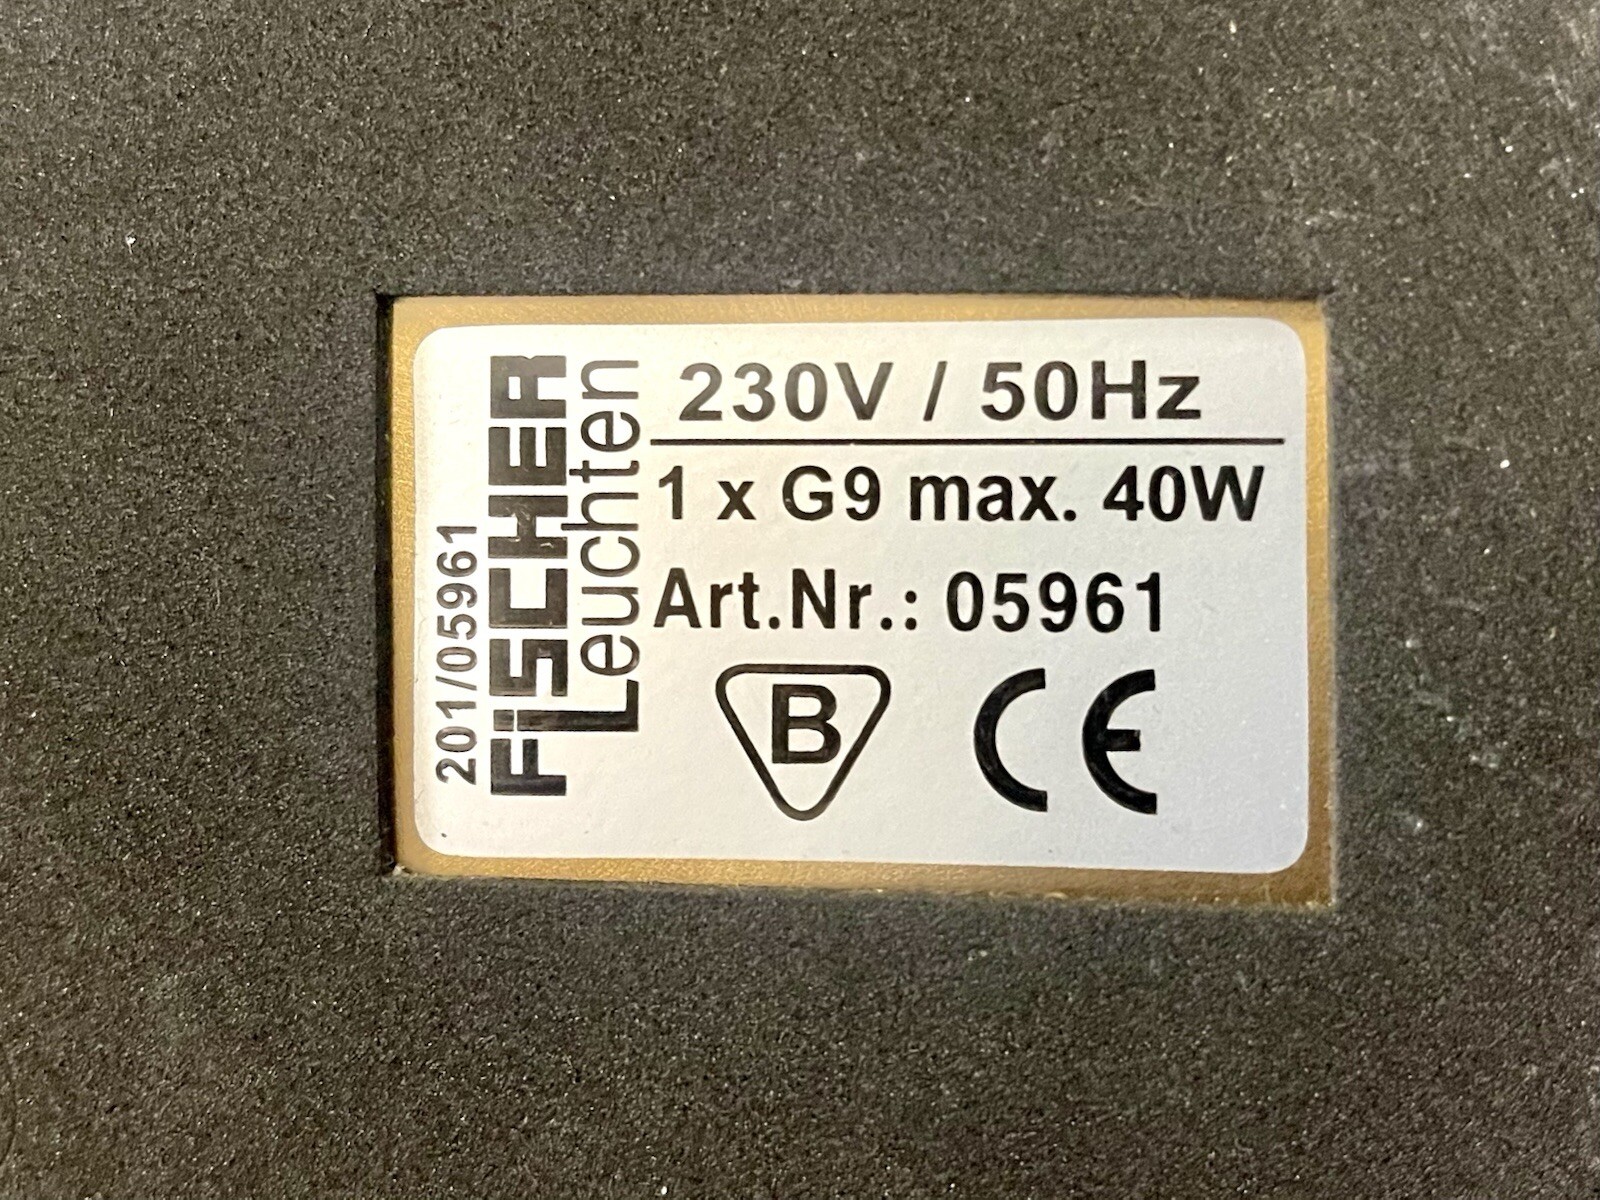 201/05961
FISCHER
Leuchten
230V / 50Hz
1 x G9 max. 40W
Art.Nr.: 05961
B
CE